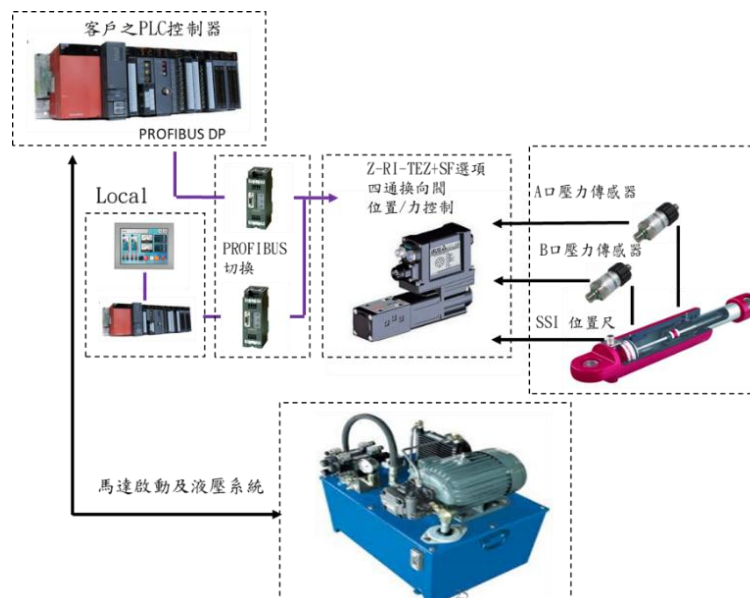 客戶之PLC控制器
PROFIBUS DP
Local
PROFIBUS
切換
Z-RI-TEZ+SF選項
四通換向閥
位置/力控制
A口壓力傳感器
B口壓力傳感器
SSI 位置尺
馬達啟動及液壓系統